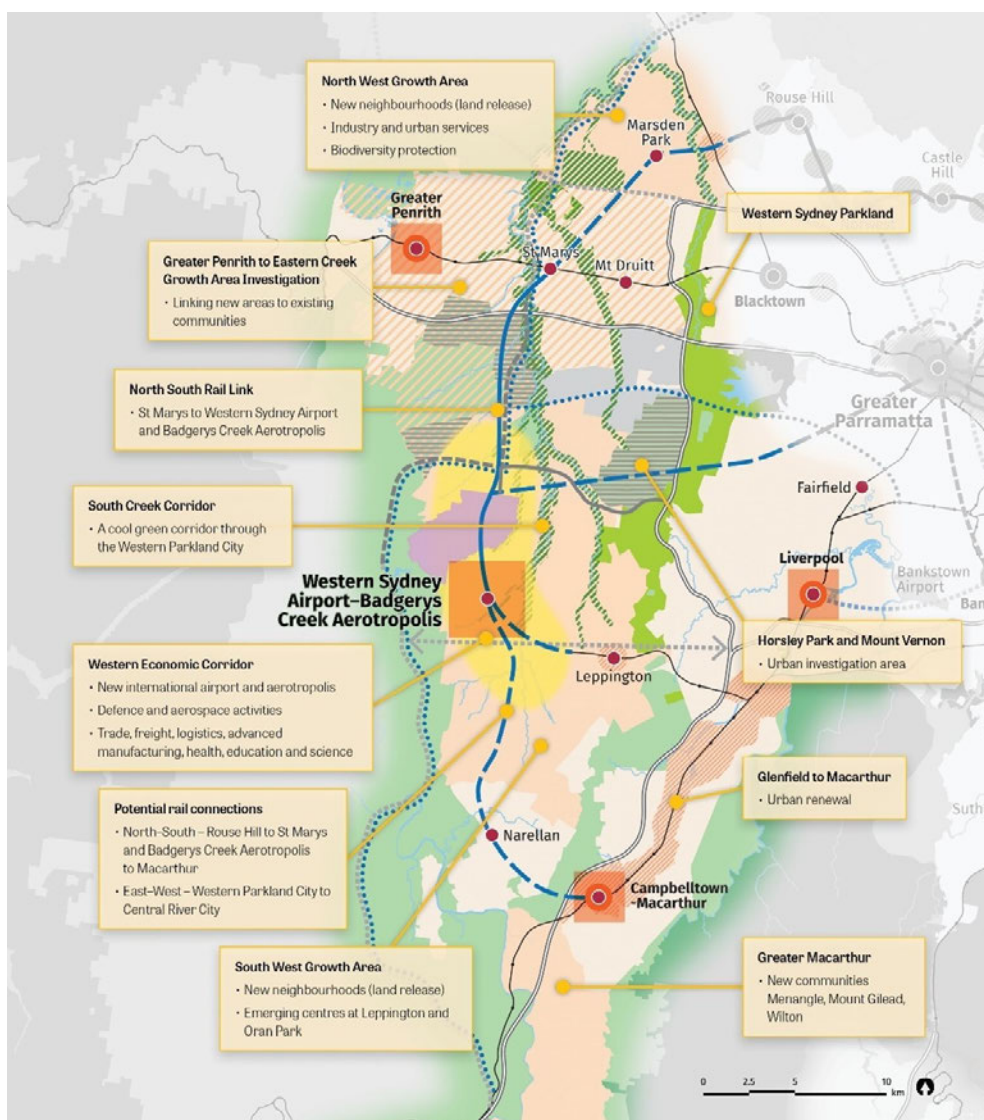 North West Growth Area
• New neighbourhoods (land release)
• Industry and urban services
• Biodiversity protection
Rouse Hill
Marsden
Park
Castle
Hill
Greater
Penrith
Western Sydney Parkland
St Marys
Mt Druitt
Blacktown
Greater Penrith to Eastern Creek
Growth Area Investigation
• Linking new areas to existing
communities
North South Rail Link
• St Marys to Western Sydney Airport
and Badgerys Creek Aerotropolis
Greater
Parramatta
Fairfield
South Creek Corridor
• A cool green corridor through
the Western Parkland City
Liverpool
Bankstown
Airport
Ban
Western Sydney
Airport–Badgerys
Creek Aerotropolis
Horsley Park and Mount Vernon
• Urban investigation area
Leppington
Western Economic Corridor
• New international airport and aerotropolis
• Defence and aerospace activities
• Trade, freight, logistics, advanced
manufacturing, health, education and science
Glenfield to Macarthur
• Urban renewal
Suth
Potential rail connections
• North-South – Rouse Hill to St Marys
and Badgerys Creek Aerotropolis
to Macarthur
• East-West – Western Parkland City to
Central River City
Narellan
Campbelltown
-Macarthur
South West Growth Area
• New neighbourhoods (land release)
• Emerging centres at Leppington and
Oran Park
Greater Macarthur
• New communities
Menangle, Mount Gilead,
Wilton
0 2.5 5 10
km